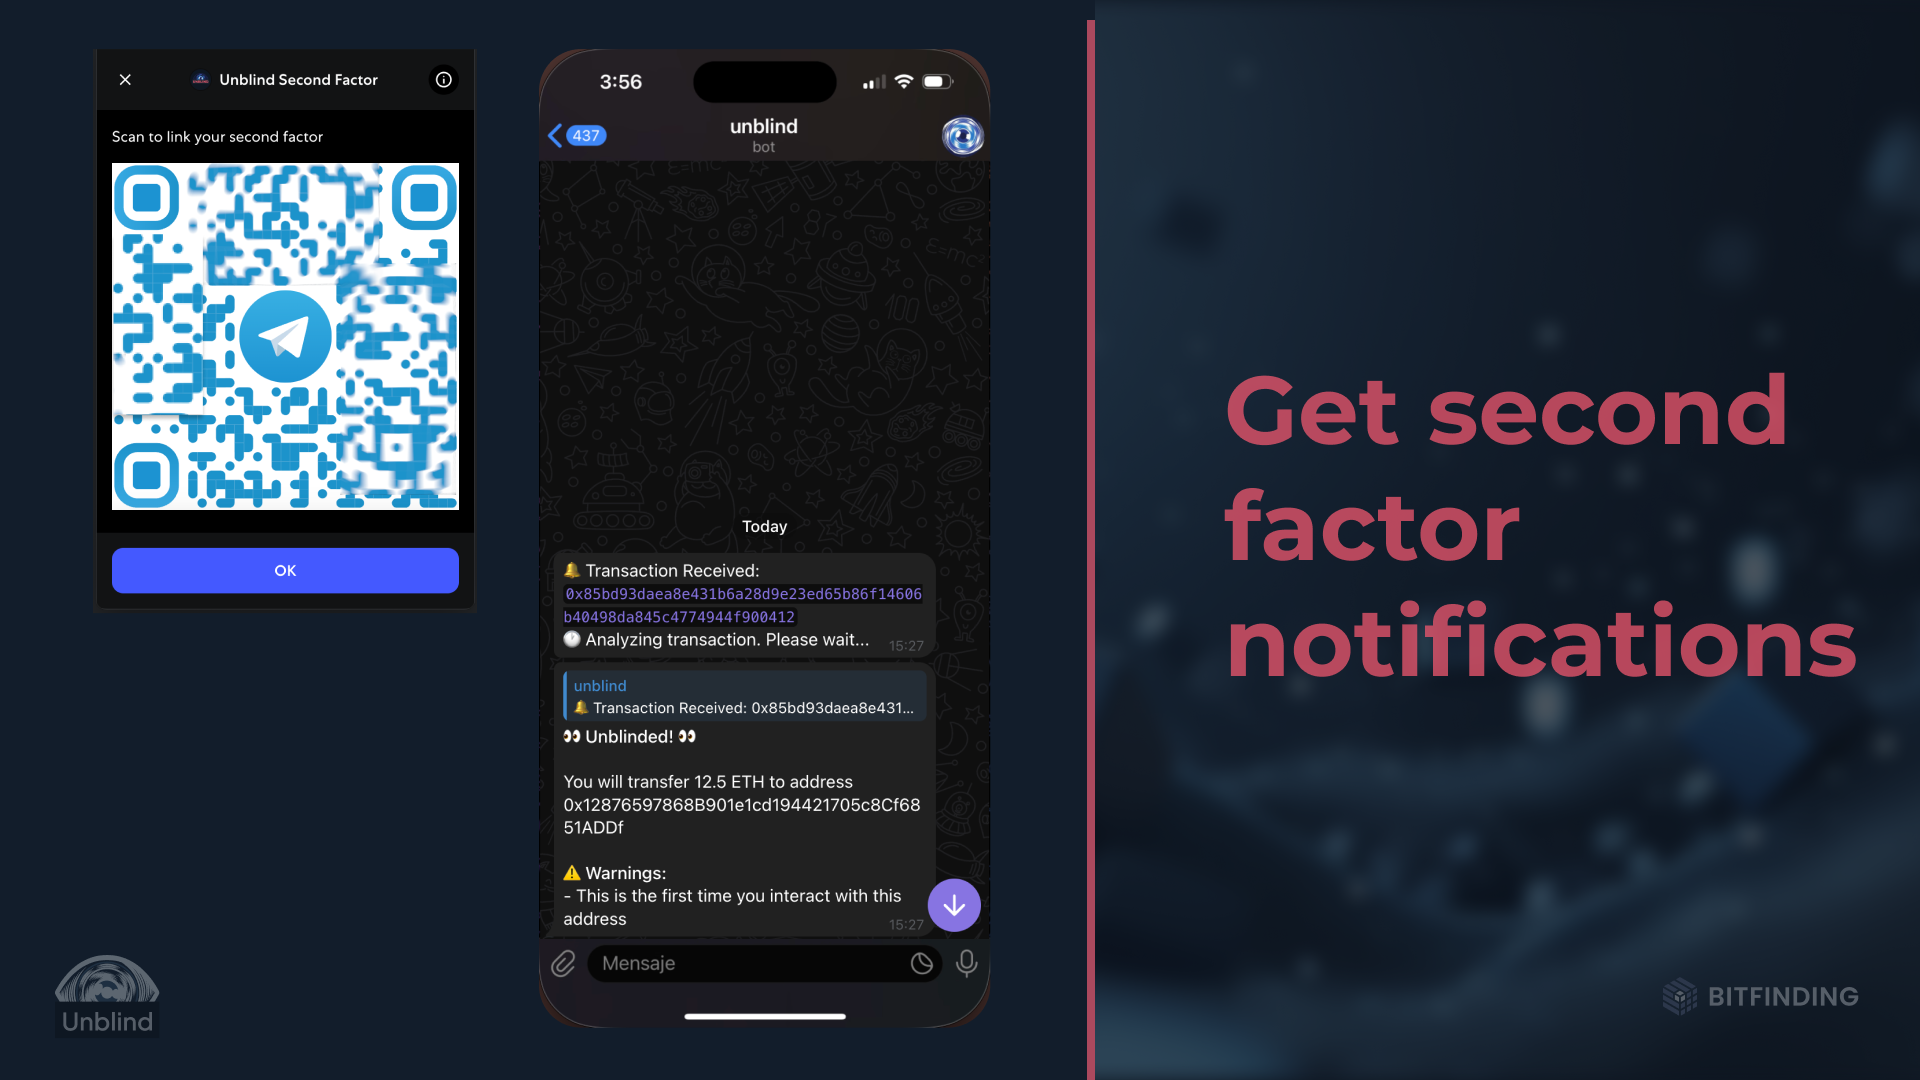 Unblind Second Factor
Scan to link your second factor
OK
3:56
437
unblind
bot
Today
🔔 Transaction Received:
0x85bd93daea8e431b6a28d9e23ed65b86f14606
b40498da845c4774944f900412
🕐 Analyzing transaction. Please wait...
15:27
unblind
🔔 Transaction Received: 0x85bd93daea8e431...
👀 Unblinded! 👀
You will transfer 12.5 ETH to address
0x12876597868B901e1cd194421705c8Cf68
51ADDf
⚠️ Warnings:
- This is the first time you interact with this
address
15:27
Mensaje
Get second
factor
notifications
Unblind
BITFINDING